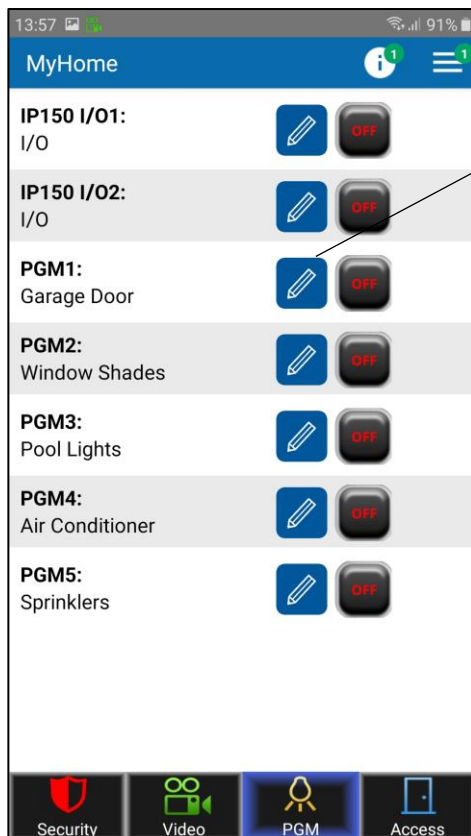 13:57 91%
MyHome i 1 1
IP150 I/O1:
I/O
OFF
IP150 I/O2:
I/O
OFF
PGM1:
Garage Door
OFF
PGM2:
Window Shades
OFF
PGM3:
Pool Lights
OFF
PGM4:
Air Conditioner
OFF
PGM5:
Sprinklers
OFF
Security Video PGM Access